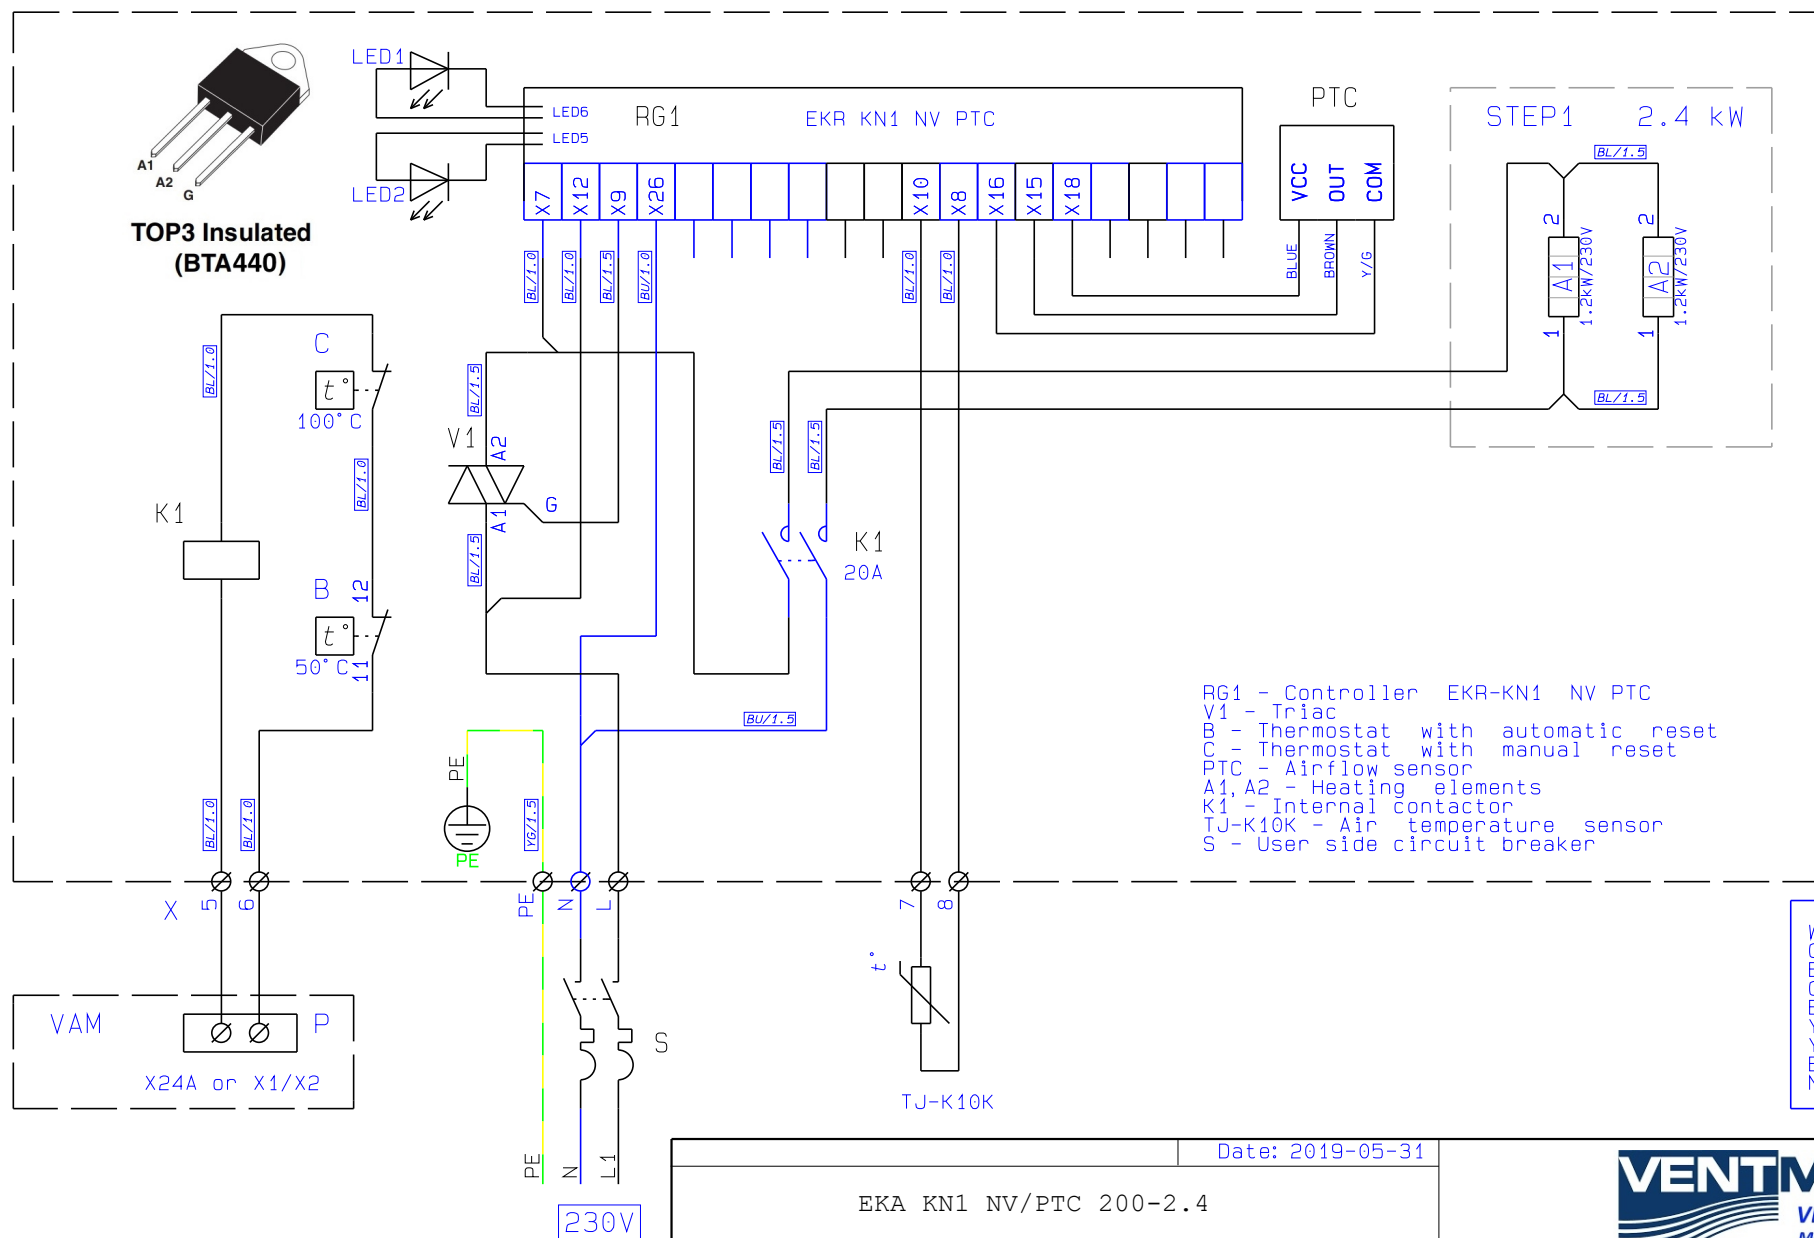 LED1
LED6
RG1
EKR KN1 NV PTC
LED5
LED2
X7
X12
X9
X26
X10
X8
X16
X15
X18
PTC
VCC
OUT
COM
BLUE
BROWN
Y/G
STEP1 2.4 kW
BL/1.5
2
2
A1
1.2kW/230V
A2
1.2kW/230V
1
1
BL/1.5
A1
A2
G
TOP3 Insulated
(BTA440)
BL/1.0
BL/1.0
BL/1.5
BU/1.0
BL/1.0
BL/1.0
BL/1.0
C
t°
100°C
BL/1.0
K1
B
12
t°
50°C
11
BL/1.5
V1
A2
G
A1
BL/1.5
BL/1.5
BL/1.5
K1
20A
BU/1.5
RG1 - Controller EKR-KN1 NV PTC
V1 - Triac
B - Thermostat with automatic reset
C - Thermostat with manual reset
PTC - Airflow sensor
A1,A2 - Heating elements
K1 - Internal contactor
TJ-K10K - Air temperature sensor
S - User side circuit breaker
BL/1.0
BL/1.0
PE
PE
YG/1.5
X
5
6
PE
N
L
7
8
t°
VAM
P
X24A or X1/X2
S
TJ-K10K
PE
N
L1
230V
Date: 2019-05-31
EKA KN1 NV/PTC 200-2.4
VENTM